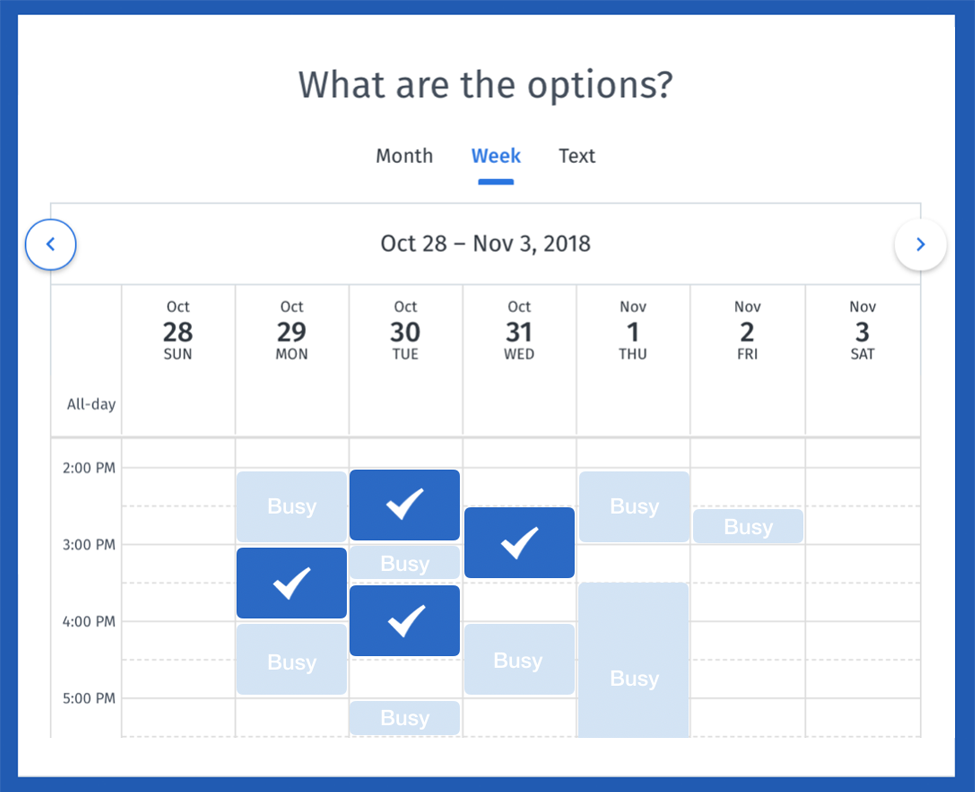 What are the options?
Month Week Text
Oct 28 – Nov 3, 2018
Oct Oct Oct Oct Nov Nov Nov
28 29 30 31 1 2 3
SUN MON TUE WED THU FRI SAT
All-day
2:00 PM
Busy Busy
Busy
3:00 PM
Busy
4:00 PM
Busy Busy Busy
5:00 PM
Busy